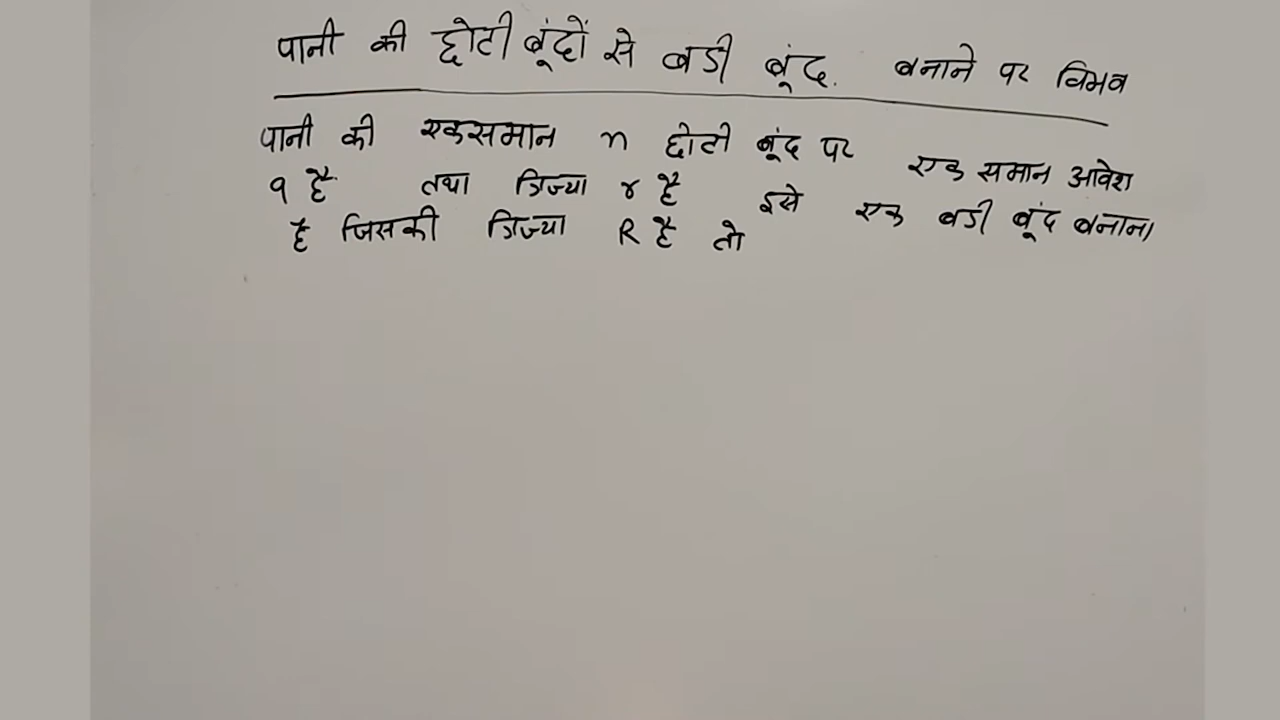 पानी की छोटी बूंदों से बडी बूंद. बनाने पर विभव
पानी की एकसमान n छोटी बूंद पर एक समान आवेश
q है तथा त्रिज्या r है इसे एक बडी बूंद बनाना
है जिसकी त्रिज्या R है तो